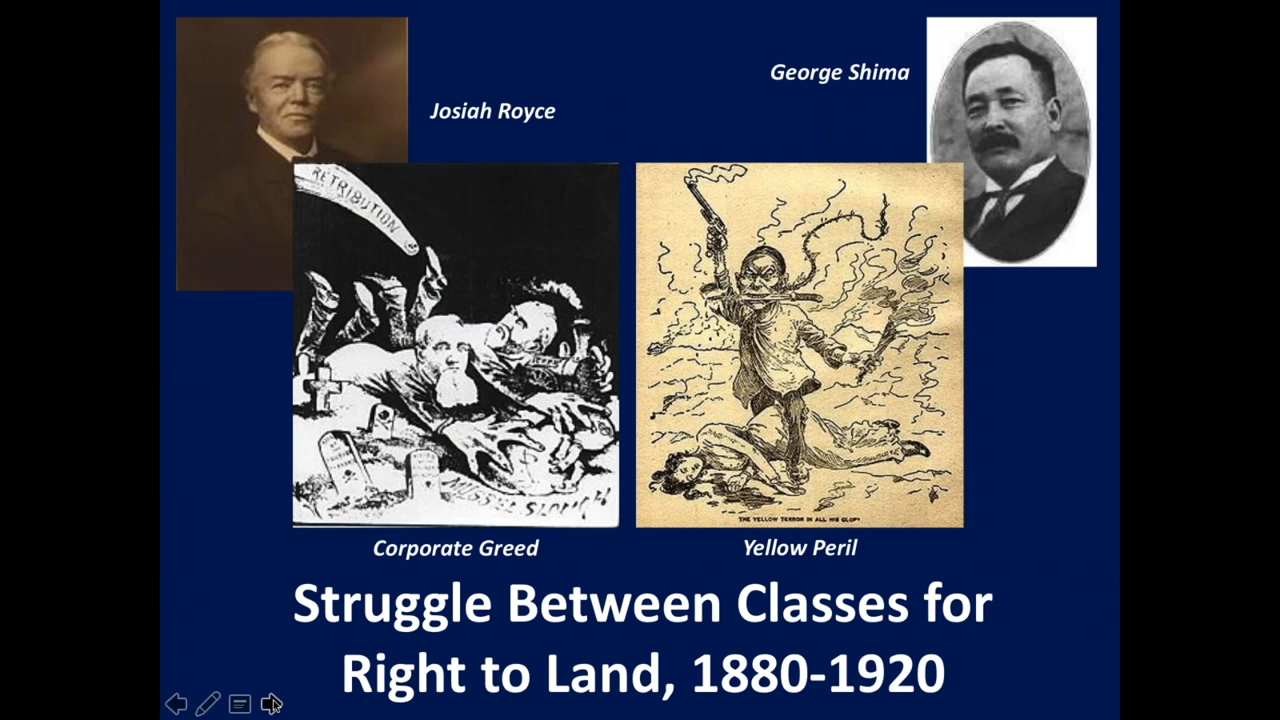 George Shima
Josiah Royce
RETRIBUTION
MUSSEL SLOUGH
THE YELLOW TERROR IN ALL HIS GLORY
Corporate Greed
Yellow Peril
Struggle Between Classes for
Right to Land, 1880-1920